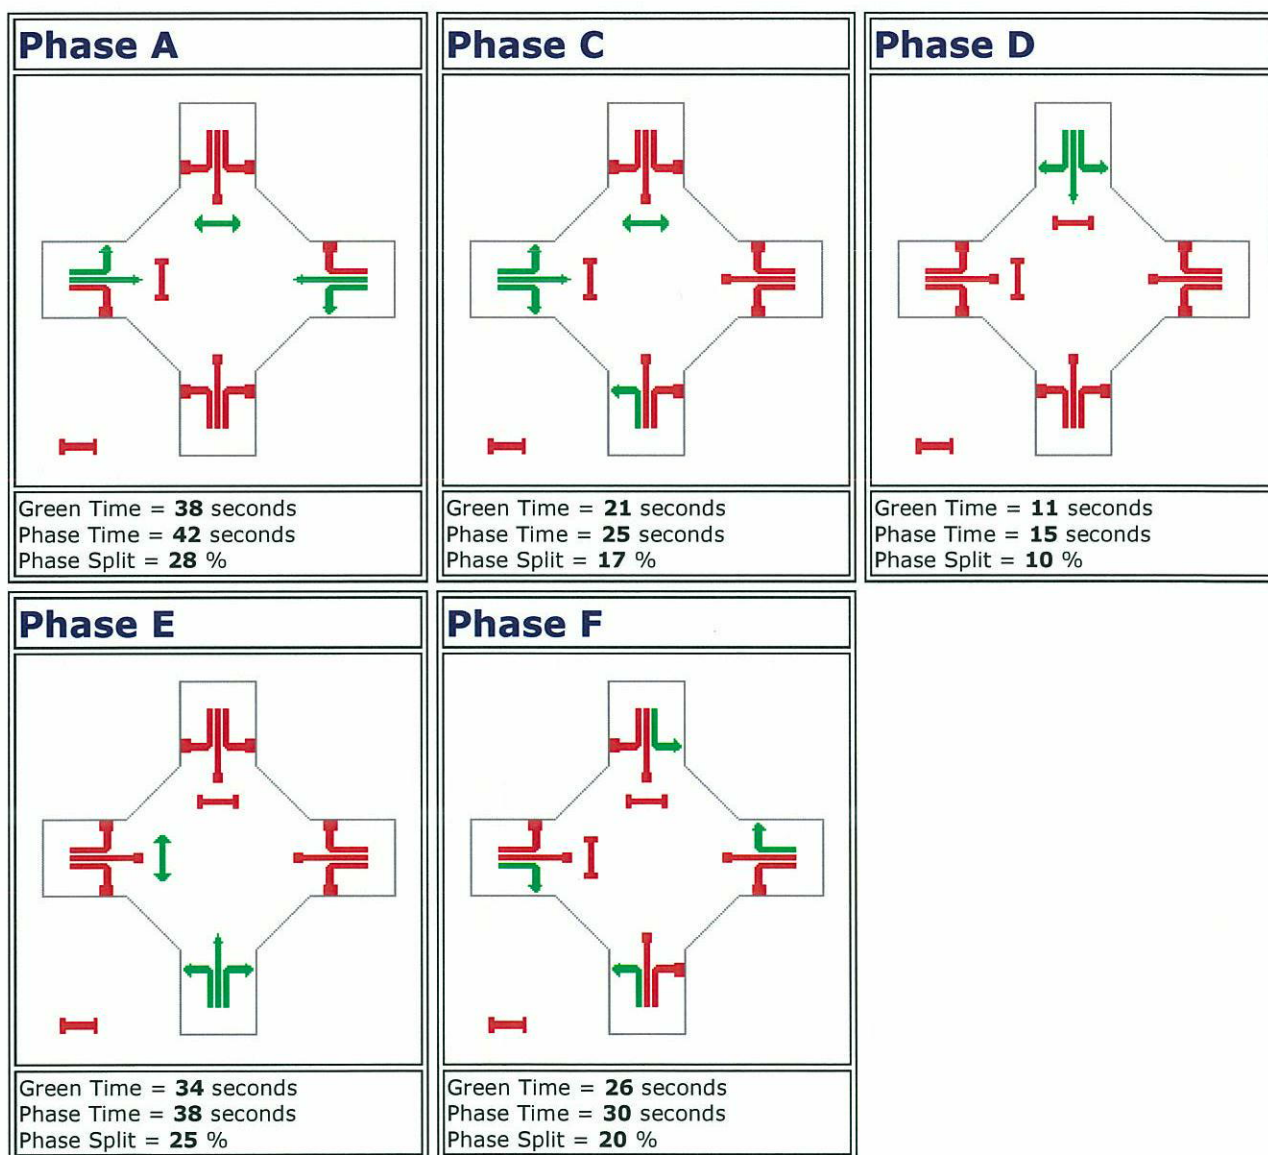 Phase A
Green Time = 38 seconds
Phase Time = 42 seconds
Phase Split = 28 %
Phase C
Green Time = 21 seconds
Phase Time = 25 seconds
Phase Split = 17 %
Phase D
Green Time = 11 seconds
Phase Time = 15 seconds
Phase Split = 10 %
Phase E
Green Time = 34 seconds
Phase Time = 38 seconds
Phase Split = 25 %
Phase F
Green Time = 26 seconds
Phase Time = 30 seconds
Phase Split = 20 %